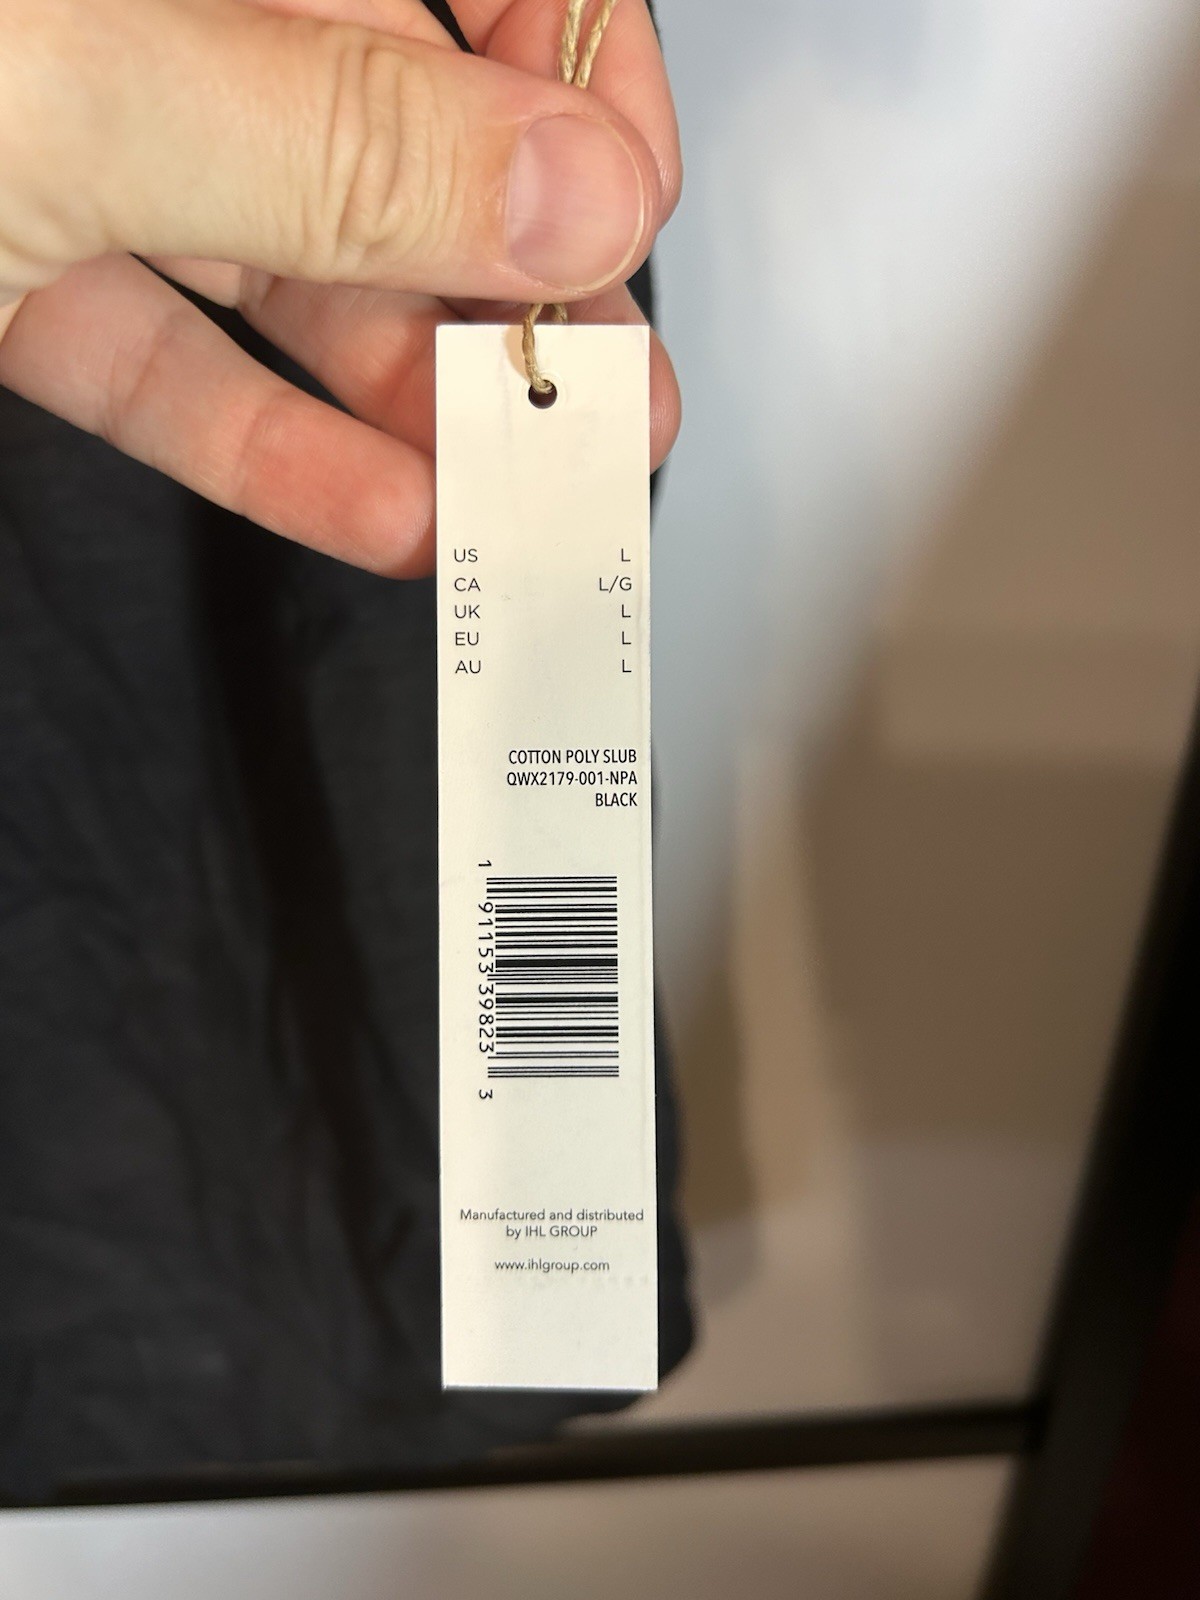 US L
CA L/G
UK L
EU L
AU L
COTTON POLY SLUB
QWX2179-001-NPA
BLACK
1 91153 39823 3
Manufactured and distributed
by IHL GROUP
www.ihlgroup.com